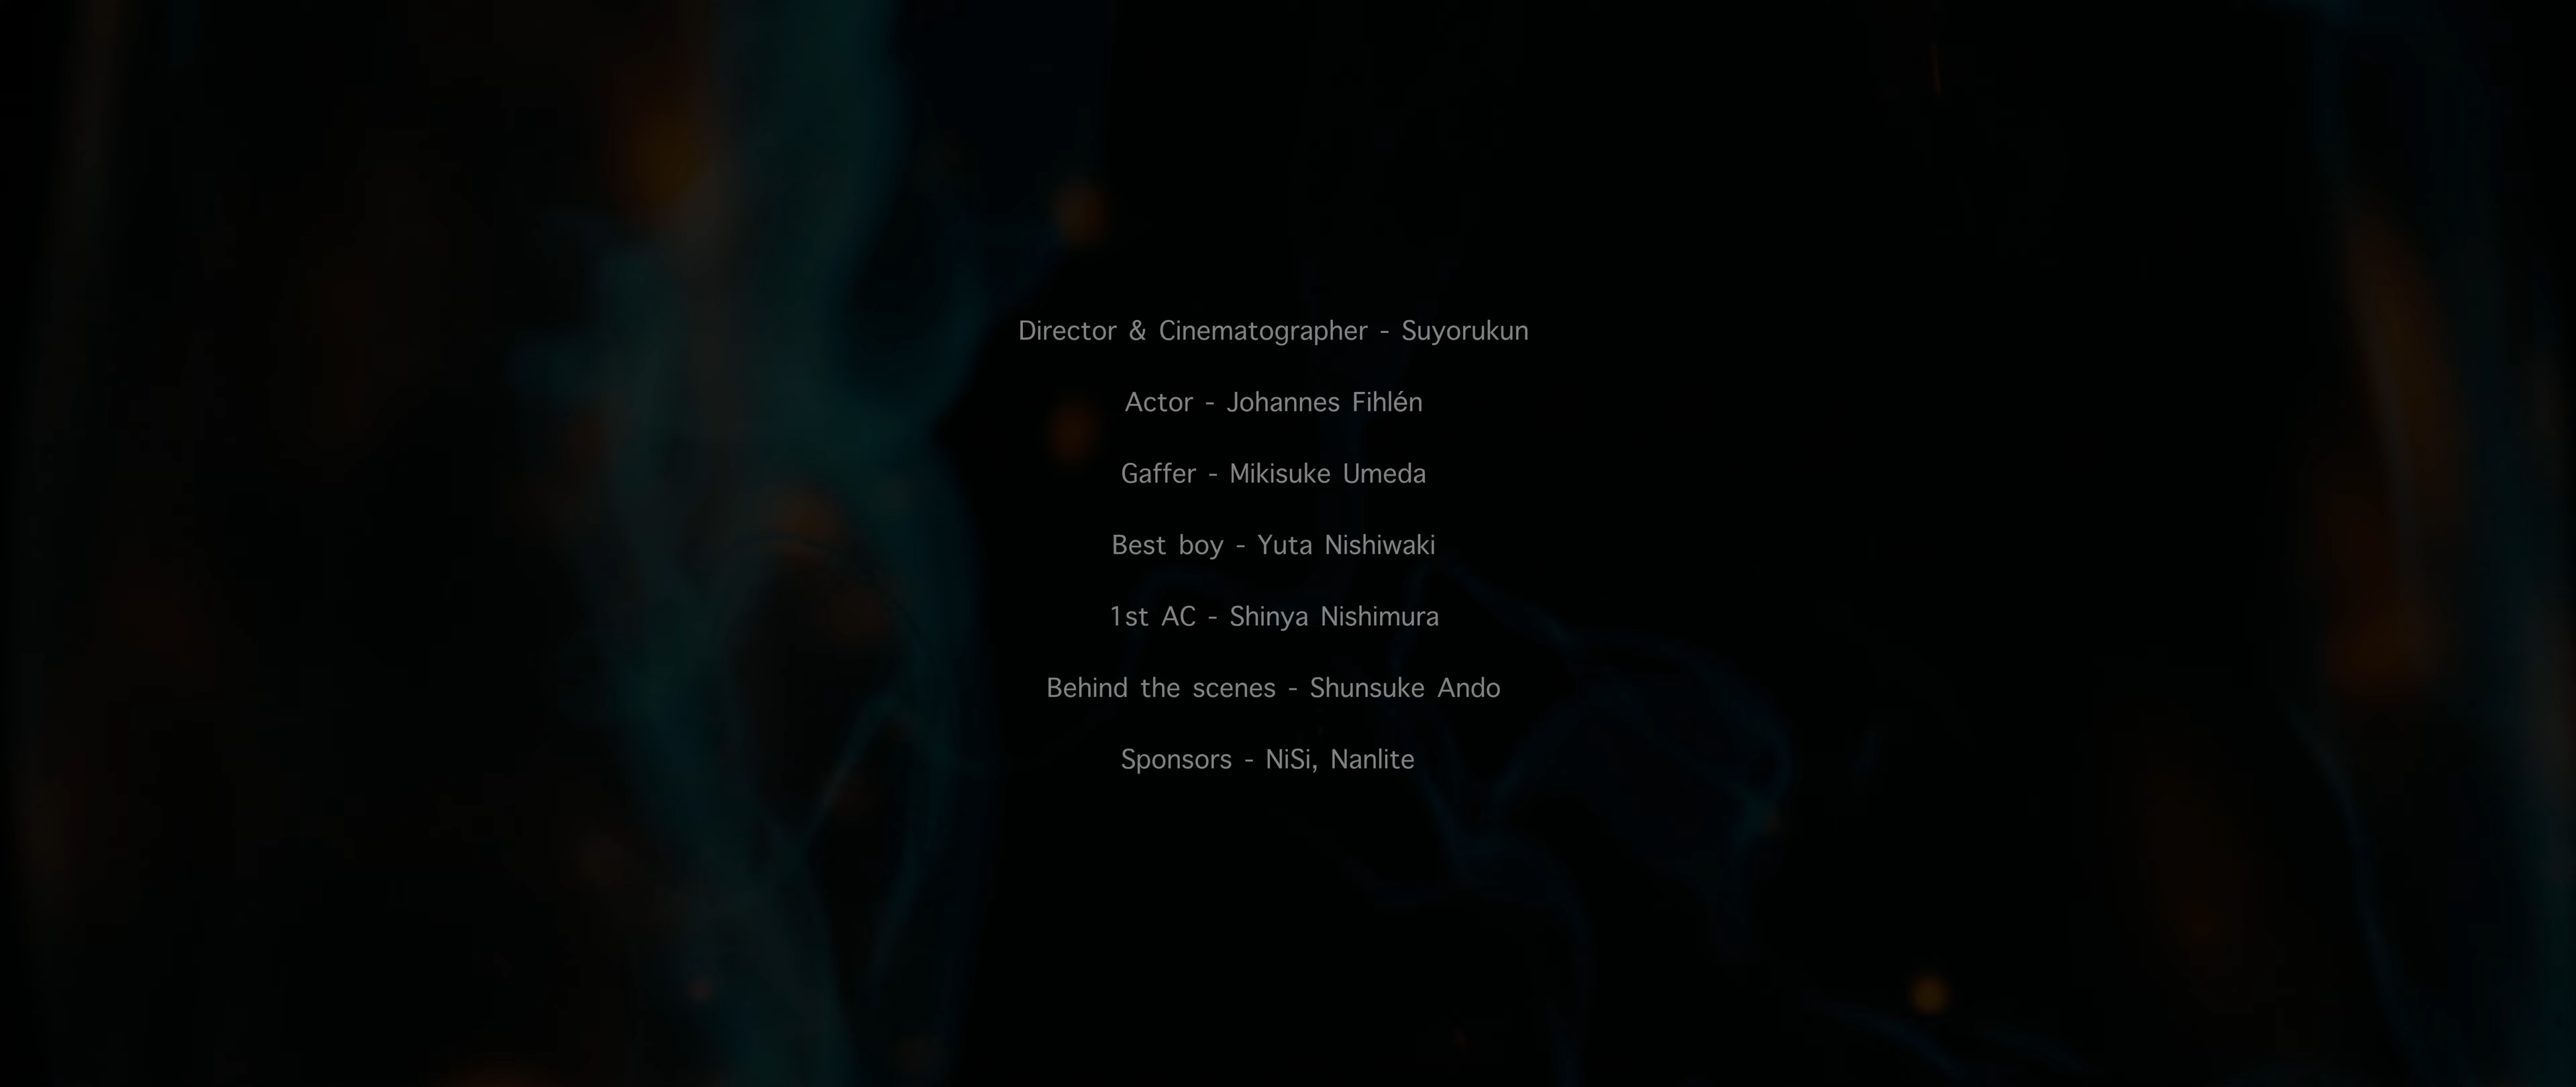 Director & Cinematographer - Suyorukun
Actor - Johannes Fihlén
Gaffer - Mikisuke Umeda
Best boy - Yuta Nishiwaki
1st AC - Shinya Nishimura
Behind the scenes - Shunsuke Ando
Sponsors - NiSi, Nanlite